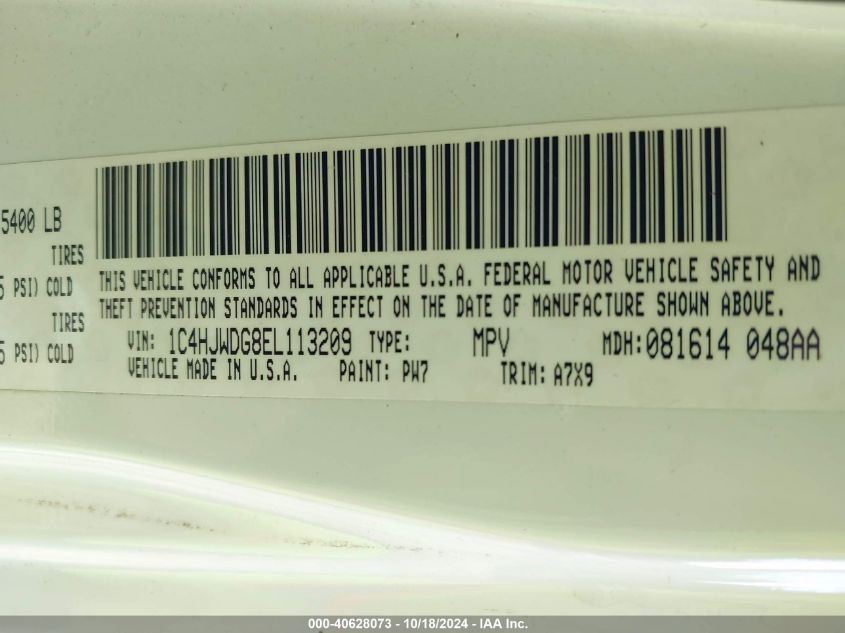 5400 LB
TIRES
5 PSI) COLD
TIRES
5 PSI) COLD
THIS VEHICLE CONFORMS TO ALL APPLICABLE U.S.A. FEDERAL MOTOR VEHICLE SAFETY AND
THEFT PREVENTION STANDARDS IN EFFECT ON THE DATE OF MANUFACTURE SHOWN ABOVE.
VIN: 1C4HJWDG8EL113209 TYPE: MPV MDH:081614 048AA
VEHICLE MADE IN U.S.A. PAINT: PW7 TRIM: A7X9
000-40628073 - 10/18/2024 - IAA Inc.